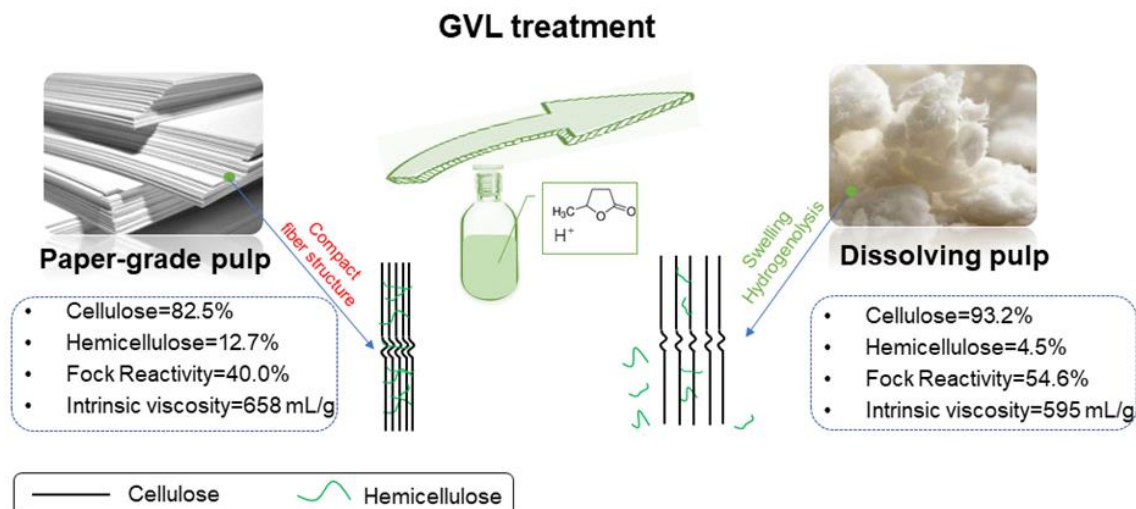 GVL treatment
H₃C
O
O
H⁺
Paper-grade pulp
Compact
fiber structure
Swelling
Hydrogenolysis
Dissolving pulp
• Cellulose=82.5%
• Hemicellulose=12.7%
• Fock Reactivity=40.0%
• Intrinsic viscosity=658 mL/g
• Cellulose=93.2%
• Hemicellulose=4.5%
• Fock Reactivity=54.6%
• Intrinsic viscosity=595 mL/g
Cellulose
Hemicellulose